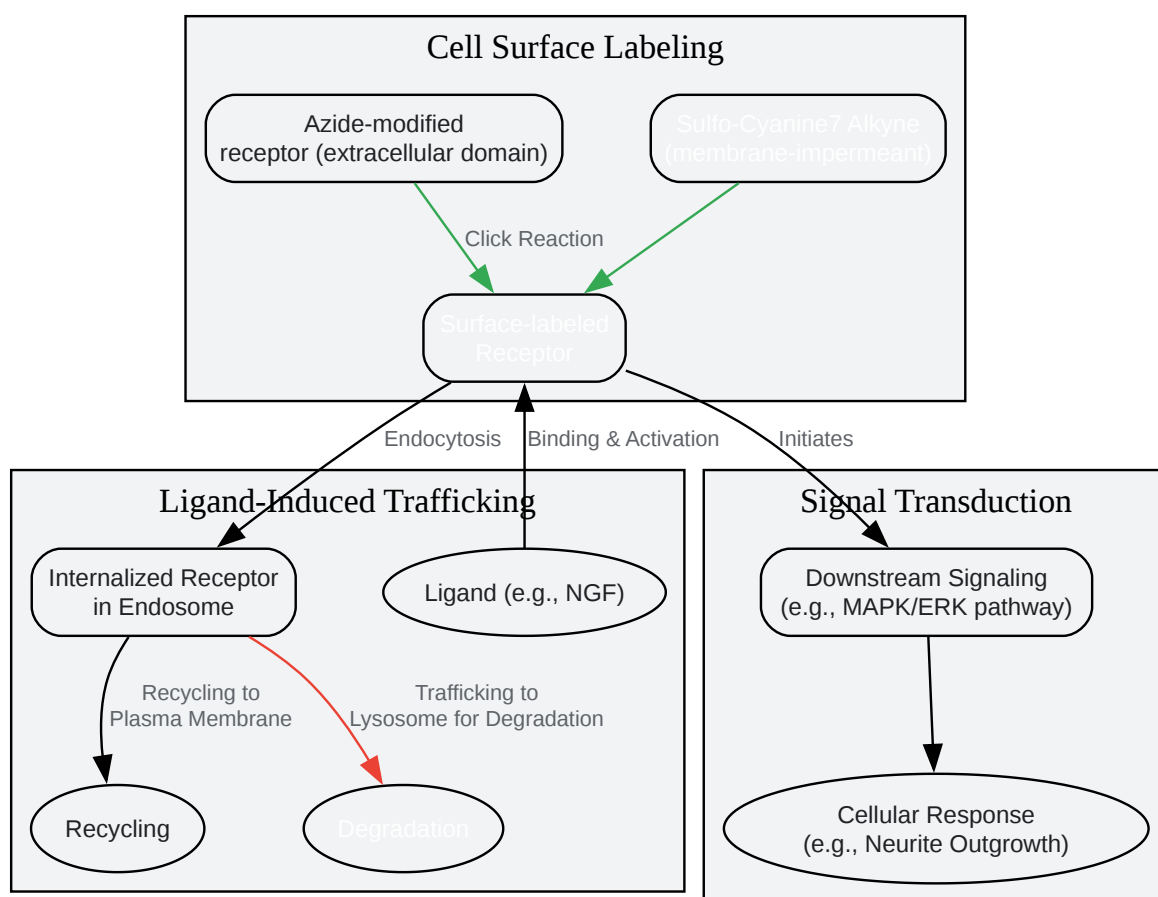 Cell Surface Labeling
Azide-modified
receptor (extracellular domain)
Sulfo-Cyanine7 Alkyne
(membrane-impermeant)
Click Reaction
Surface-labeled
Receptor
Endocytosis
Binding & Activation
Initiates
Ligand-Induced Trafficking
Signal Transduction
Internalized Receptor
in Endosome
Ligand (e.g., NGF)
Downstream Signaling
(e.g., MAPK/ERK pathway)
Recycling to
Plasma Membrane
Trafficking to
Lysosome for Degradation
Recycling
Degradation
Cellular Response
(e.g., Neurite Outgrowth)